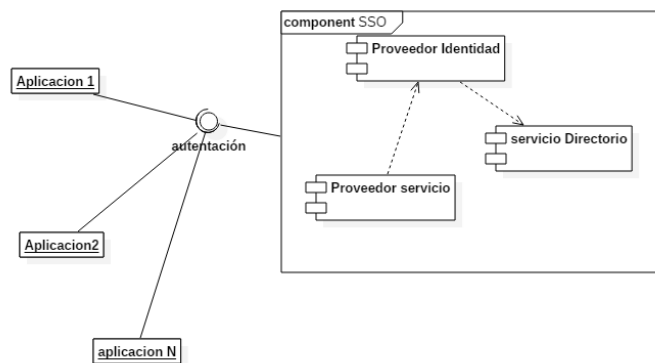 component SSO
Proveedor Identidad
Aplicacion 1
autentación
servicio Directorio
Proveedor servicio
Aplicacion2
aplicacion N